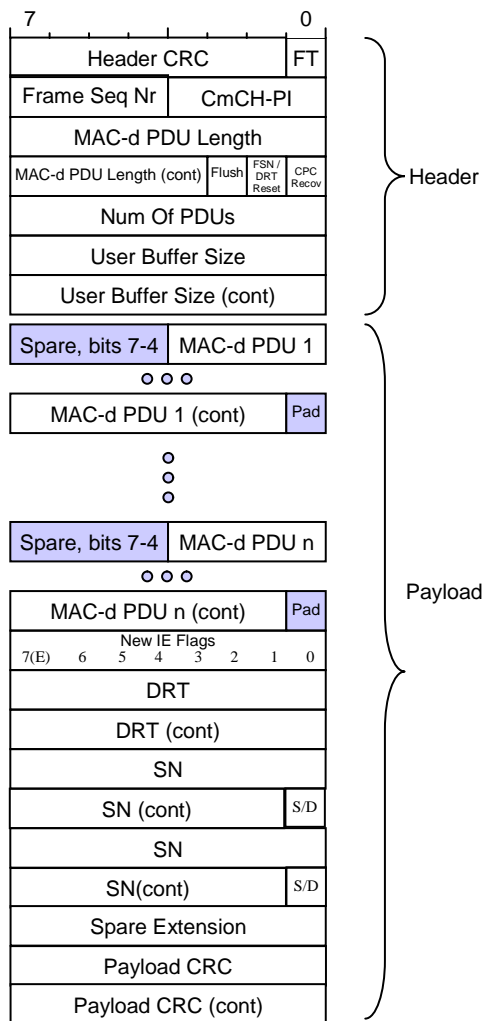 7 0
Header CRC FT
Frame Seq Nr CmCH-PI
MAC-d PDU Length
MAC-d PDU Length (cont) Flush FSN / DRT Reset CPC Recov
Num Of PDUs
User Buffer Size
User Buffer Size (cont)
Header
Spare, bits 7-4 MAC-d PDU 1
MAC-d PDU 1 (cont) Pad
Spare, bits 7-4 MAC-d PDU n
MAC-d PDU n (cont) Pad
Payload
New IE Flags
7(E) 6 5 4 3 2 1 0
DRT
DRT (cont)
SN
SN (cont) S/D
SN
SN(cont) S/D
Spare Extension
Payload CRC
Payload CRC (cont)